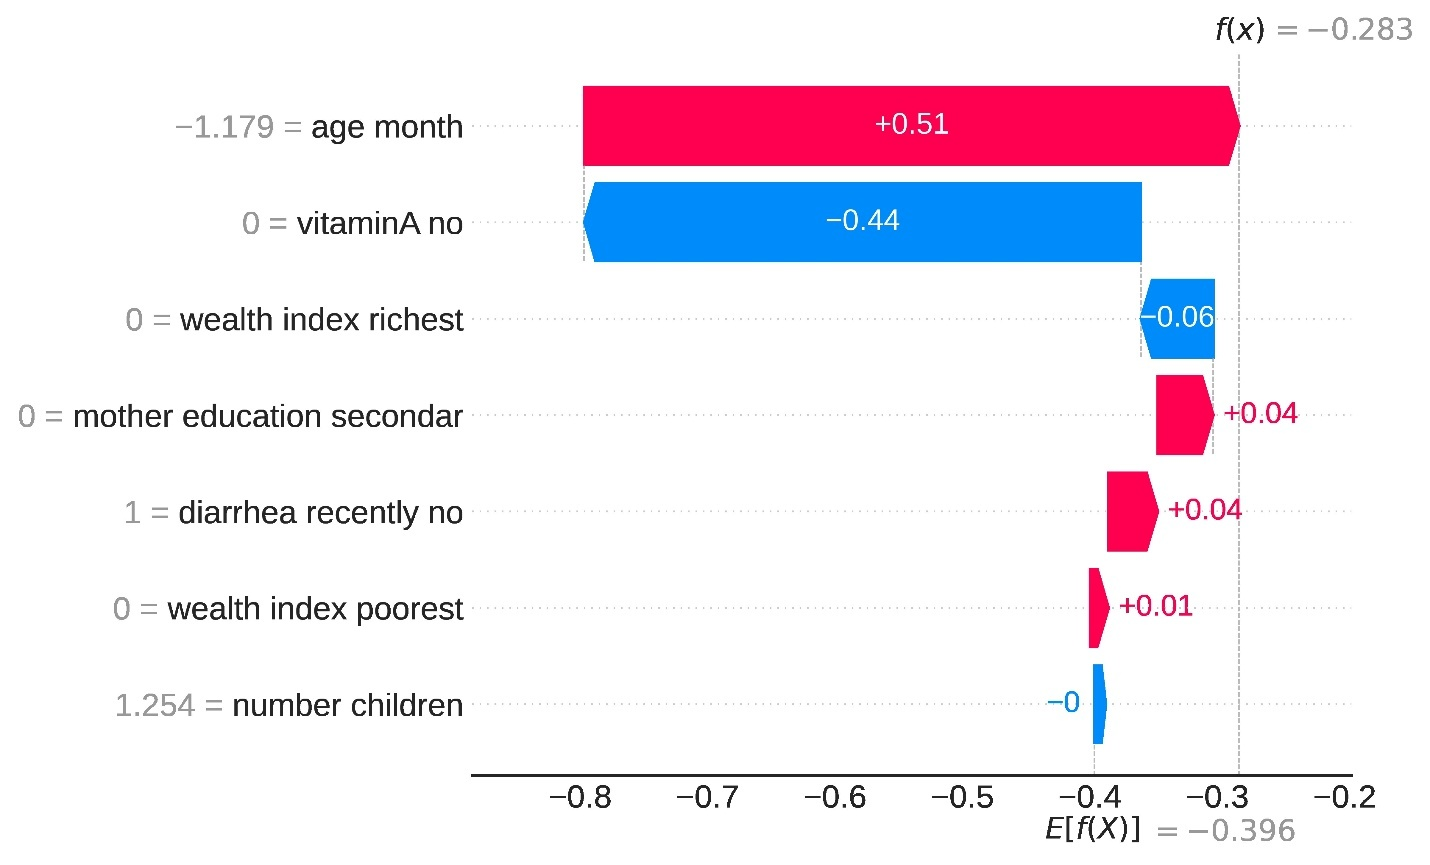 f(x) = −0.283
−1.179 = age month
+0.51
0 = vitaminA no
−0.44
0 = wealth index richest
−0.06
0 = mother education secondar
+0.04
1 = diarrhea recently no
+0.04
0 = wealth index poorest
+0.01
1.254 = number children
−0
−0.8 −0.7 −0.6 −0.5 −0.4 −0.3 −0.2
E[f(X)] = −0.396